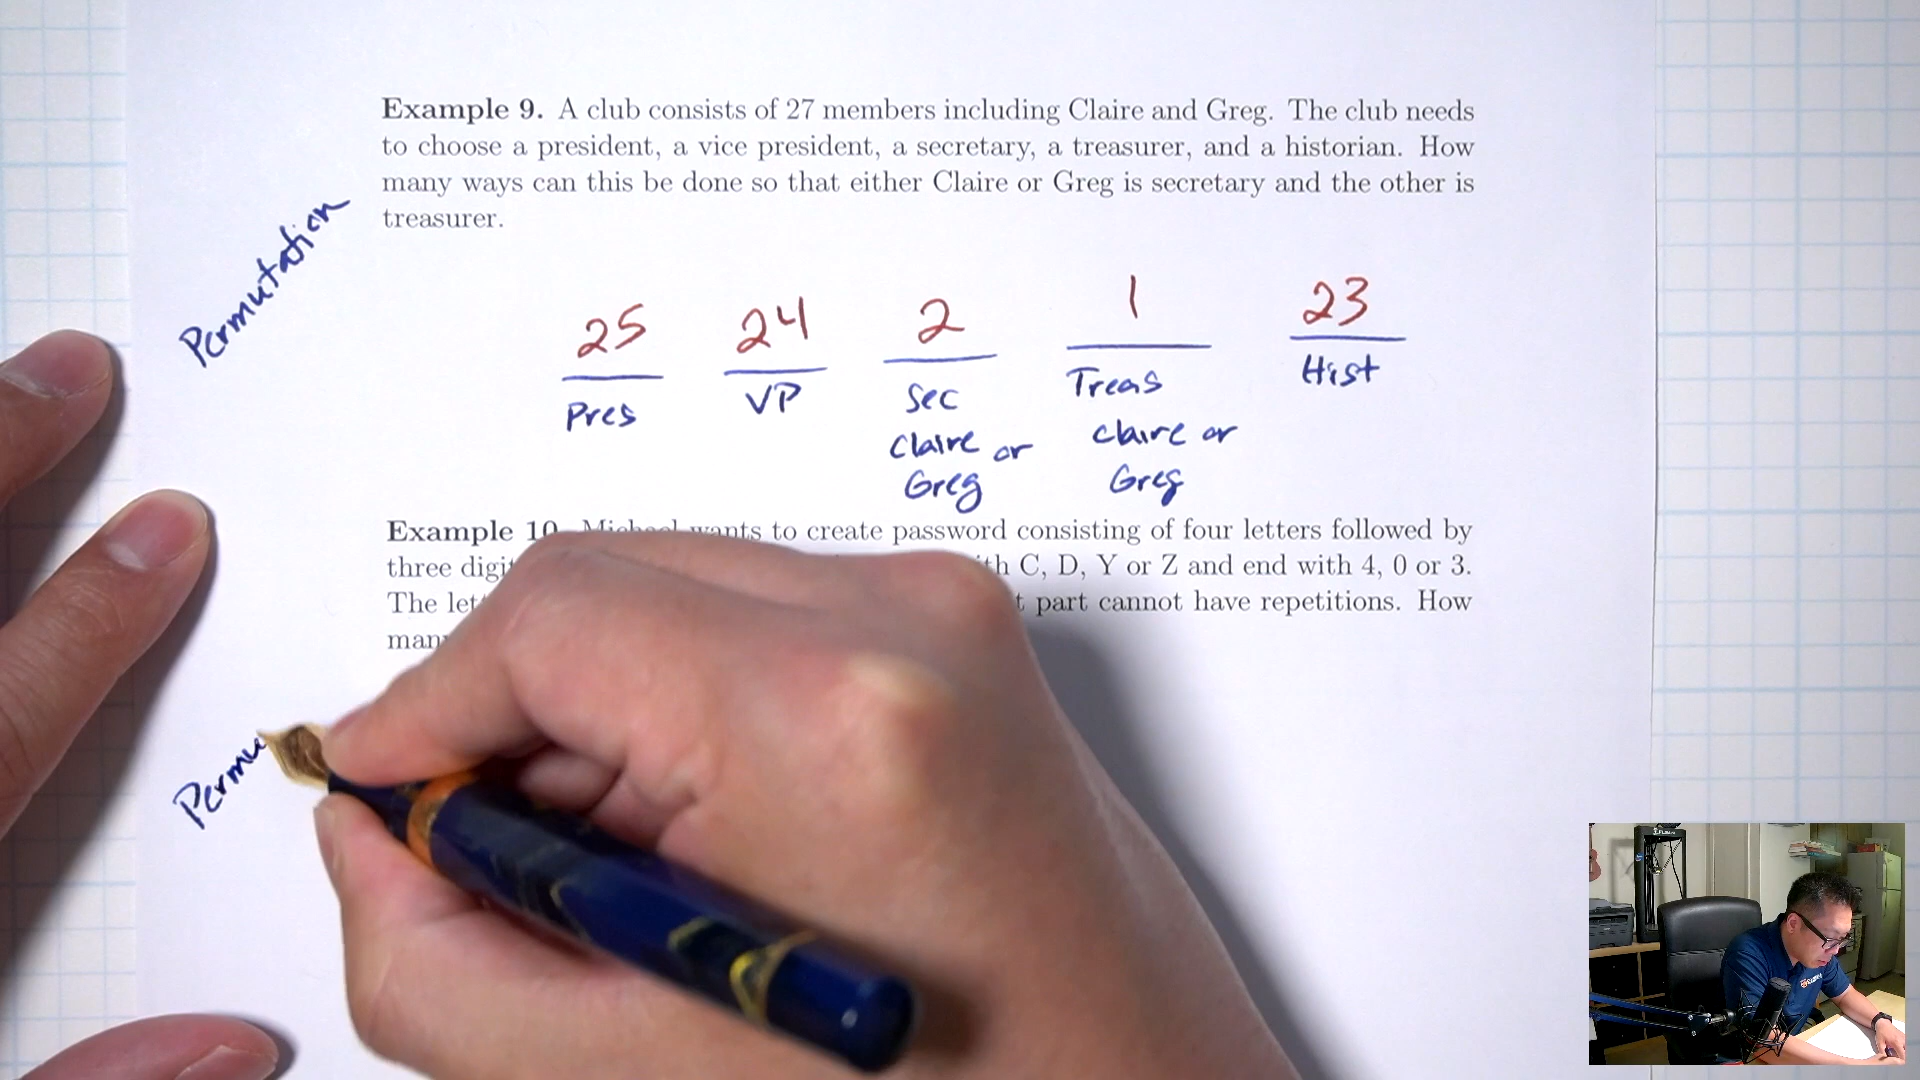 Example 9. A club consists of 27 members including Claire and Greg. The club needs
to choose a president, a vice president, a secretary, a treasurer, and a historian. How
many ways can this be done so that either Claire or Greg is secretary and the other is
treasurer.
Permutation
25 24 2 1 23
Pres VP Sec Treas Hist
Claire or Claire or
Greg Greg
Example 10. Michael wants to create password consisting of four letters followed by
three C, D, Y or Z and end with 4, 0 or 3.
The part cannot have repetitions. How
Permu